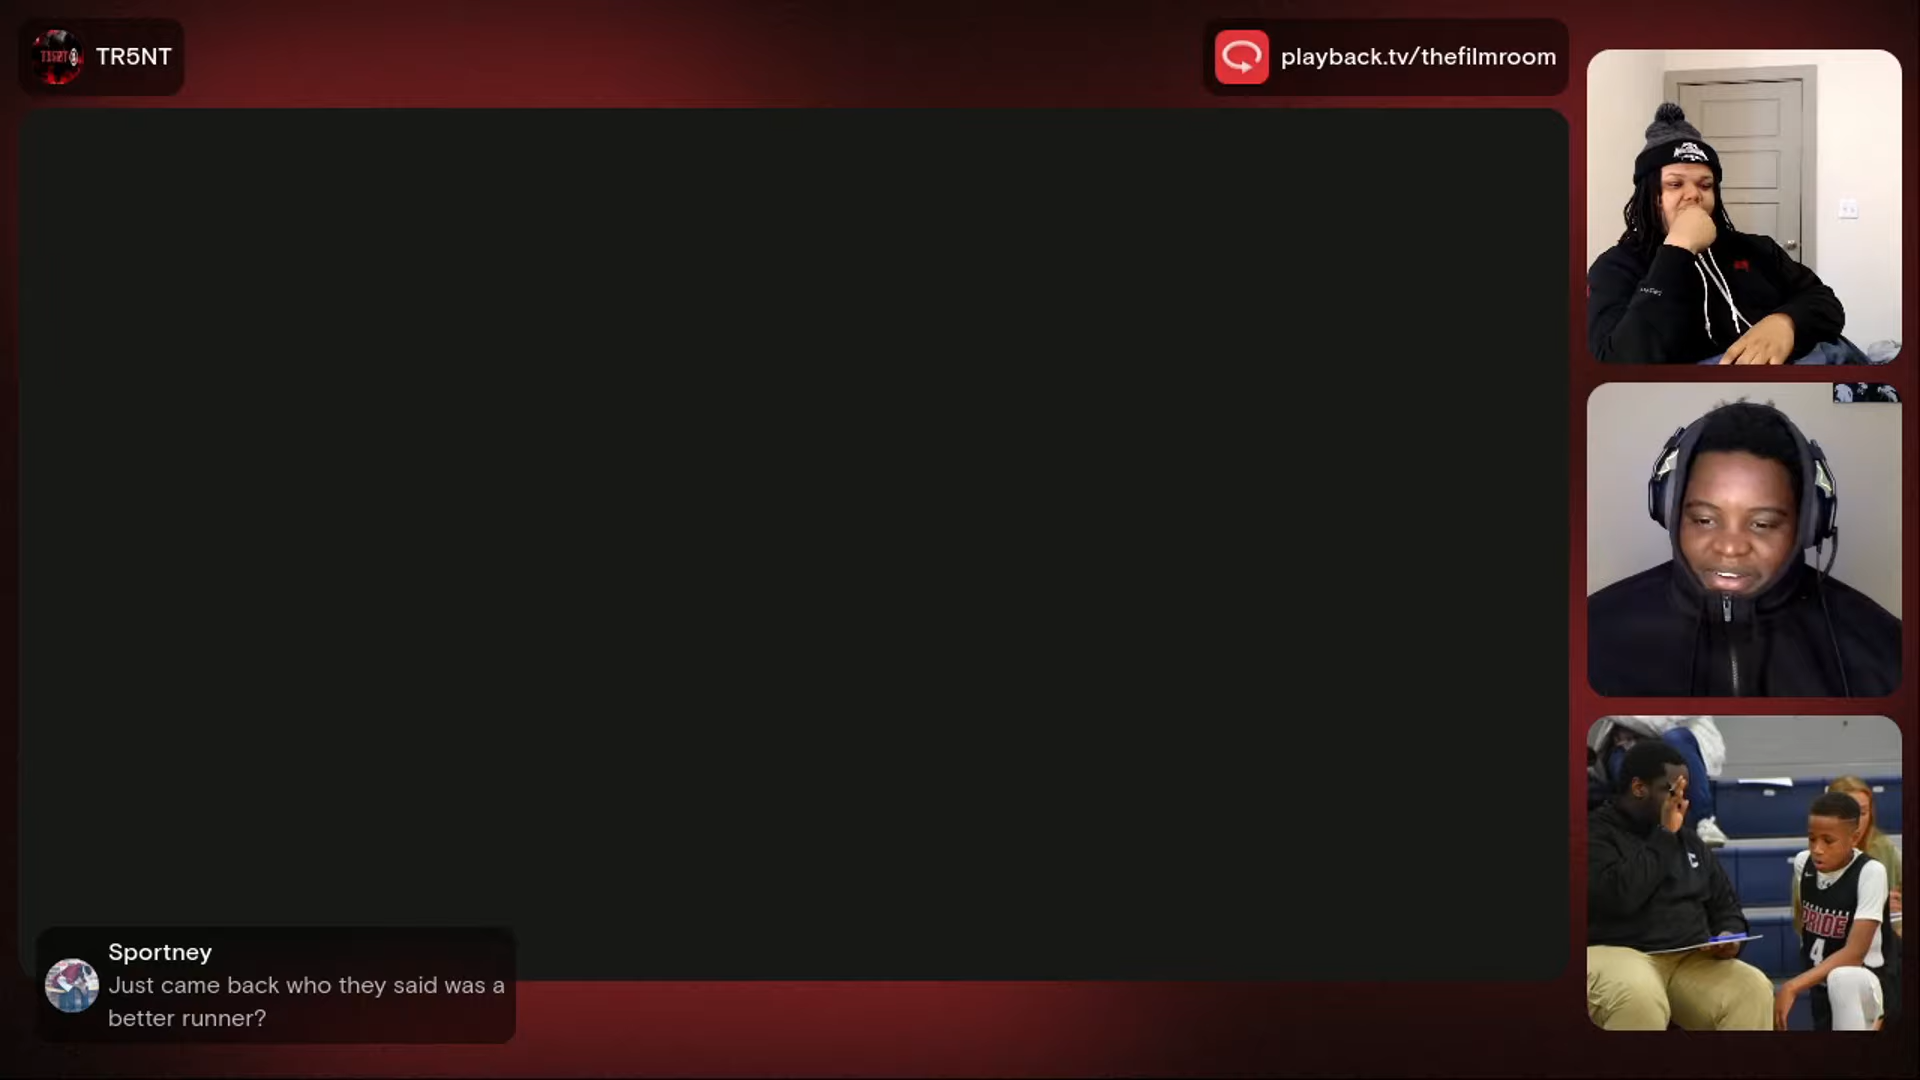 TR5NT
playback.tv/thefilmroom
PRIDE
4
Sportney
Just came back who they said was a
better runner?